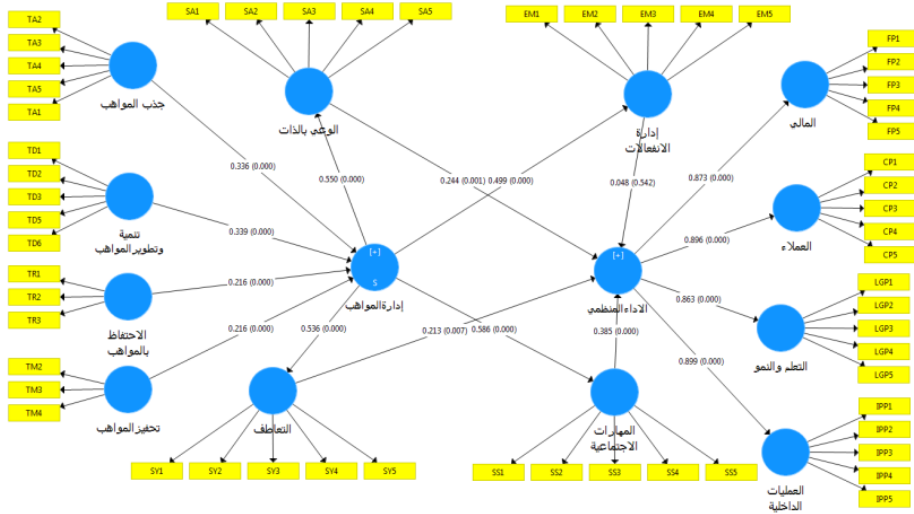 TA2
TA3
TA4
TA5
TA1
جذب المواهب
SA1
SA2
SA3
SA4
SA5
الوعي بالذات
EM1
EM2
EM3
EM4
EM5
إدارة
الانفعالات
FP1
FP2
FP3
FP4
FP5
المالي
TD1
TD2
TD3
TD5
TD6
تنمية
وتطوير المواهب
CP1
CP2
CP3
CP4
CP5
العملاء
0.336 (0.000)
0.550 (0.000)
0.244 (0.001)
0.499 (0.000)
0.048 (0.542)
0.873 (0.000)
0.339 (0.000)
0.896 (0.000)
TR1
TR2
TR3
الاحتفاظ
بالمواهب
0.216 (0.000)
[+]
S
إدارة المواهب
[+]
الاداء المنظمي
0.863 (0.000)
LGP1
LGP2
LGP3
LGP4
LGP5
التعلم والنمو
TM2
TM3
TM4
تحفيز المواهب
0.216 (0.000)
0.536 (0.000)
0.213 (0.007)
0.586 (0.000)
0.385 (0.000)
0.899 (0.000)
التعاطف
SY1
SY2
SY3
SY4
SY5
المهارات
الاجتماعية
SS1
SS2
SS3
SS4
SS5
IPP1
IPP2
IPP3
IPP4
IPP5
العمليات
الداخلية